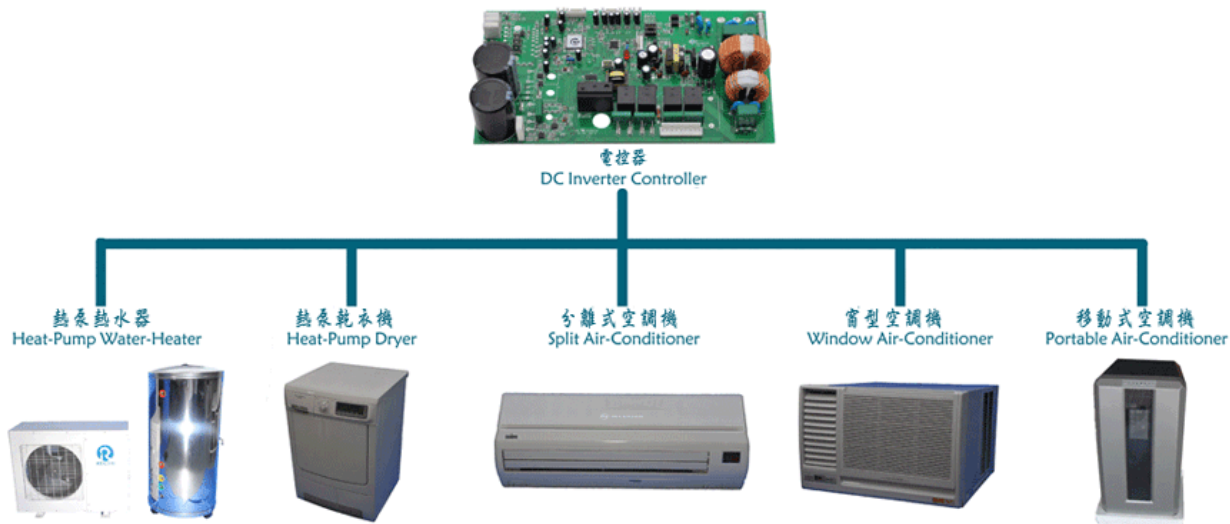 電控器
DC Inverter Controller
熱泵熱水器
Heat-Pump Water-Heater
熱泵乾衣機
Heat-Pump Dryer
分離式空調機
Split Air-Conditioner
窗型空調機
Window Air-Conditioner
移動式空調機
Portable Air-Conditioner